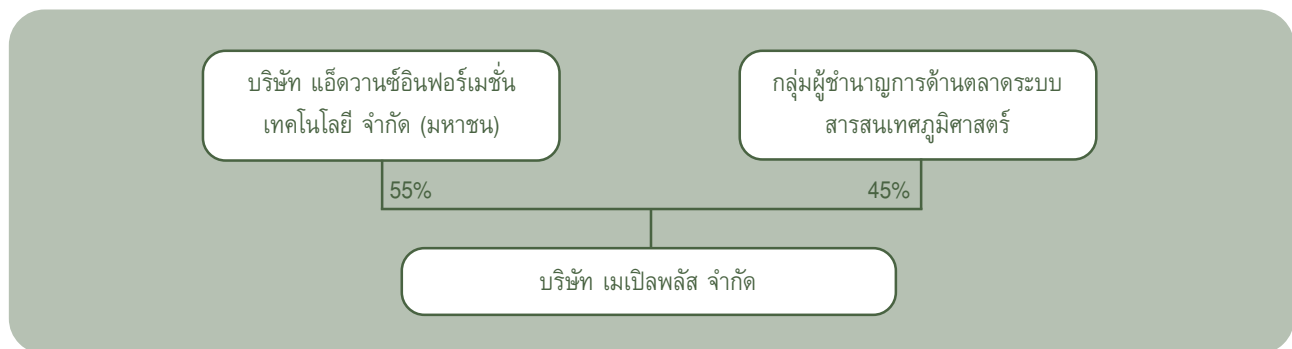 บริษัท แอ็ดวานซ์อินฟอร์เมชั่น
เทคโนโลยี จำกัด (มหาชน)
กลุ่มผู้ชำนาญการด้านตลาดระบบ
สารสนเทศภูมิศาสตร์
55%
45%
บริษัท เมเปิลพลัส จำกัด